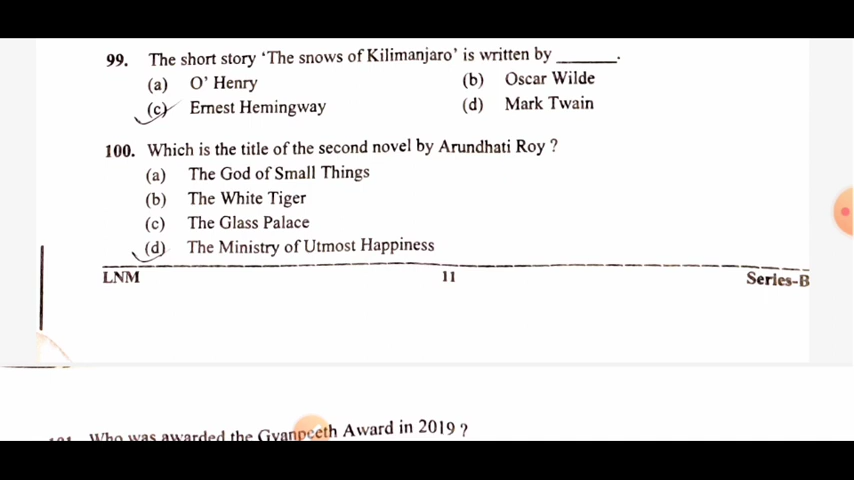 99. The short story ‘The snows of Kilimanjaro’ is written by ______.
(a) O’ Henry (b) Oscar Wilde
(c) Ernest Hemingway (d) Mark Twain
100. Which is the title of the second novel by Arundhati Roy ?
(a) The God of Small Things
(b) The White Tiger
(c) The Glass Palace
(d) The Ministry of Utmost Happiness
LNM 11 Series-B
Who was awarded the Gyanpeeth Award in 2019 ?